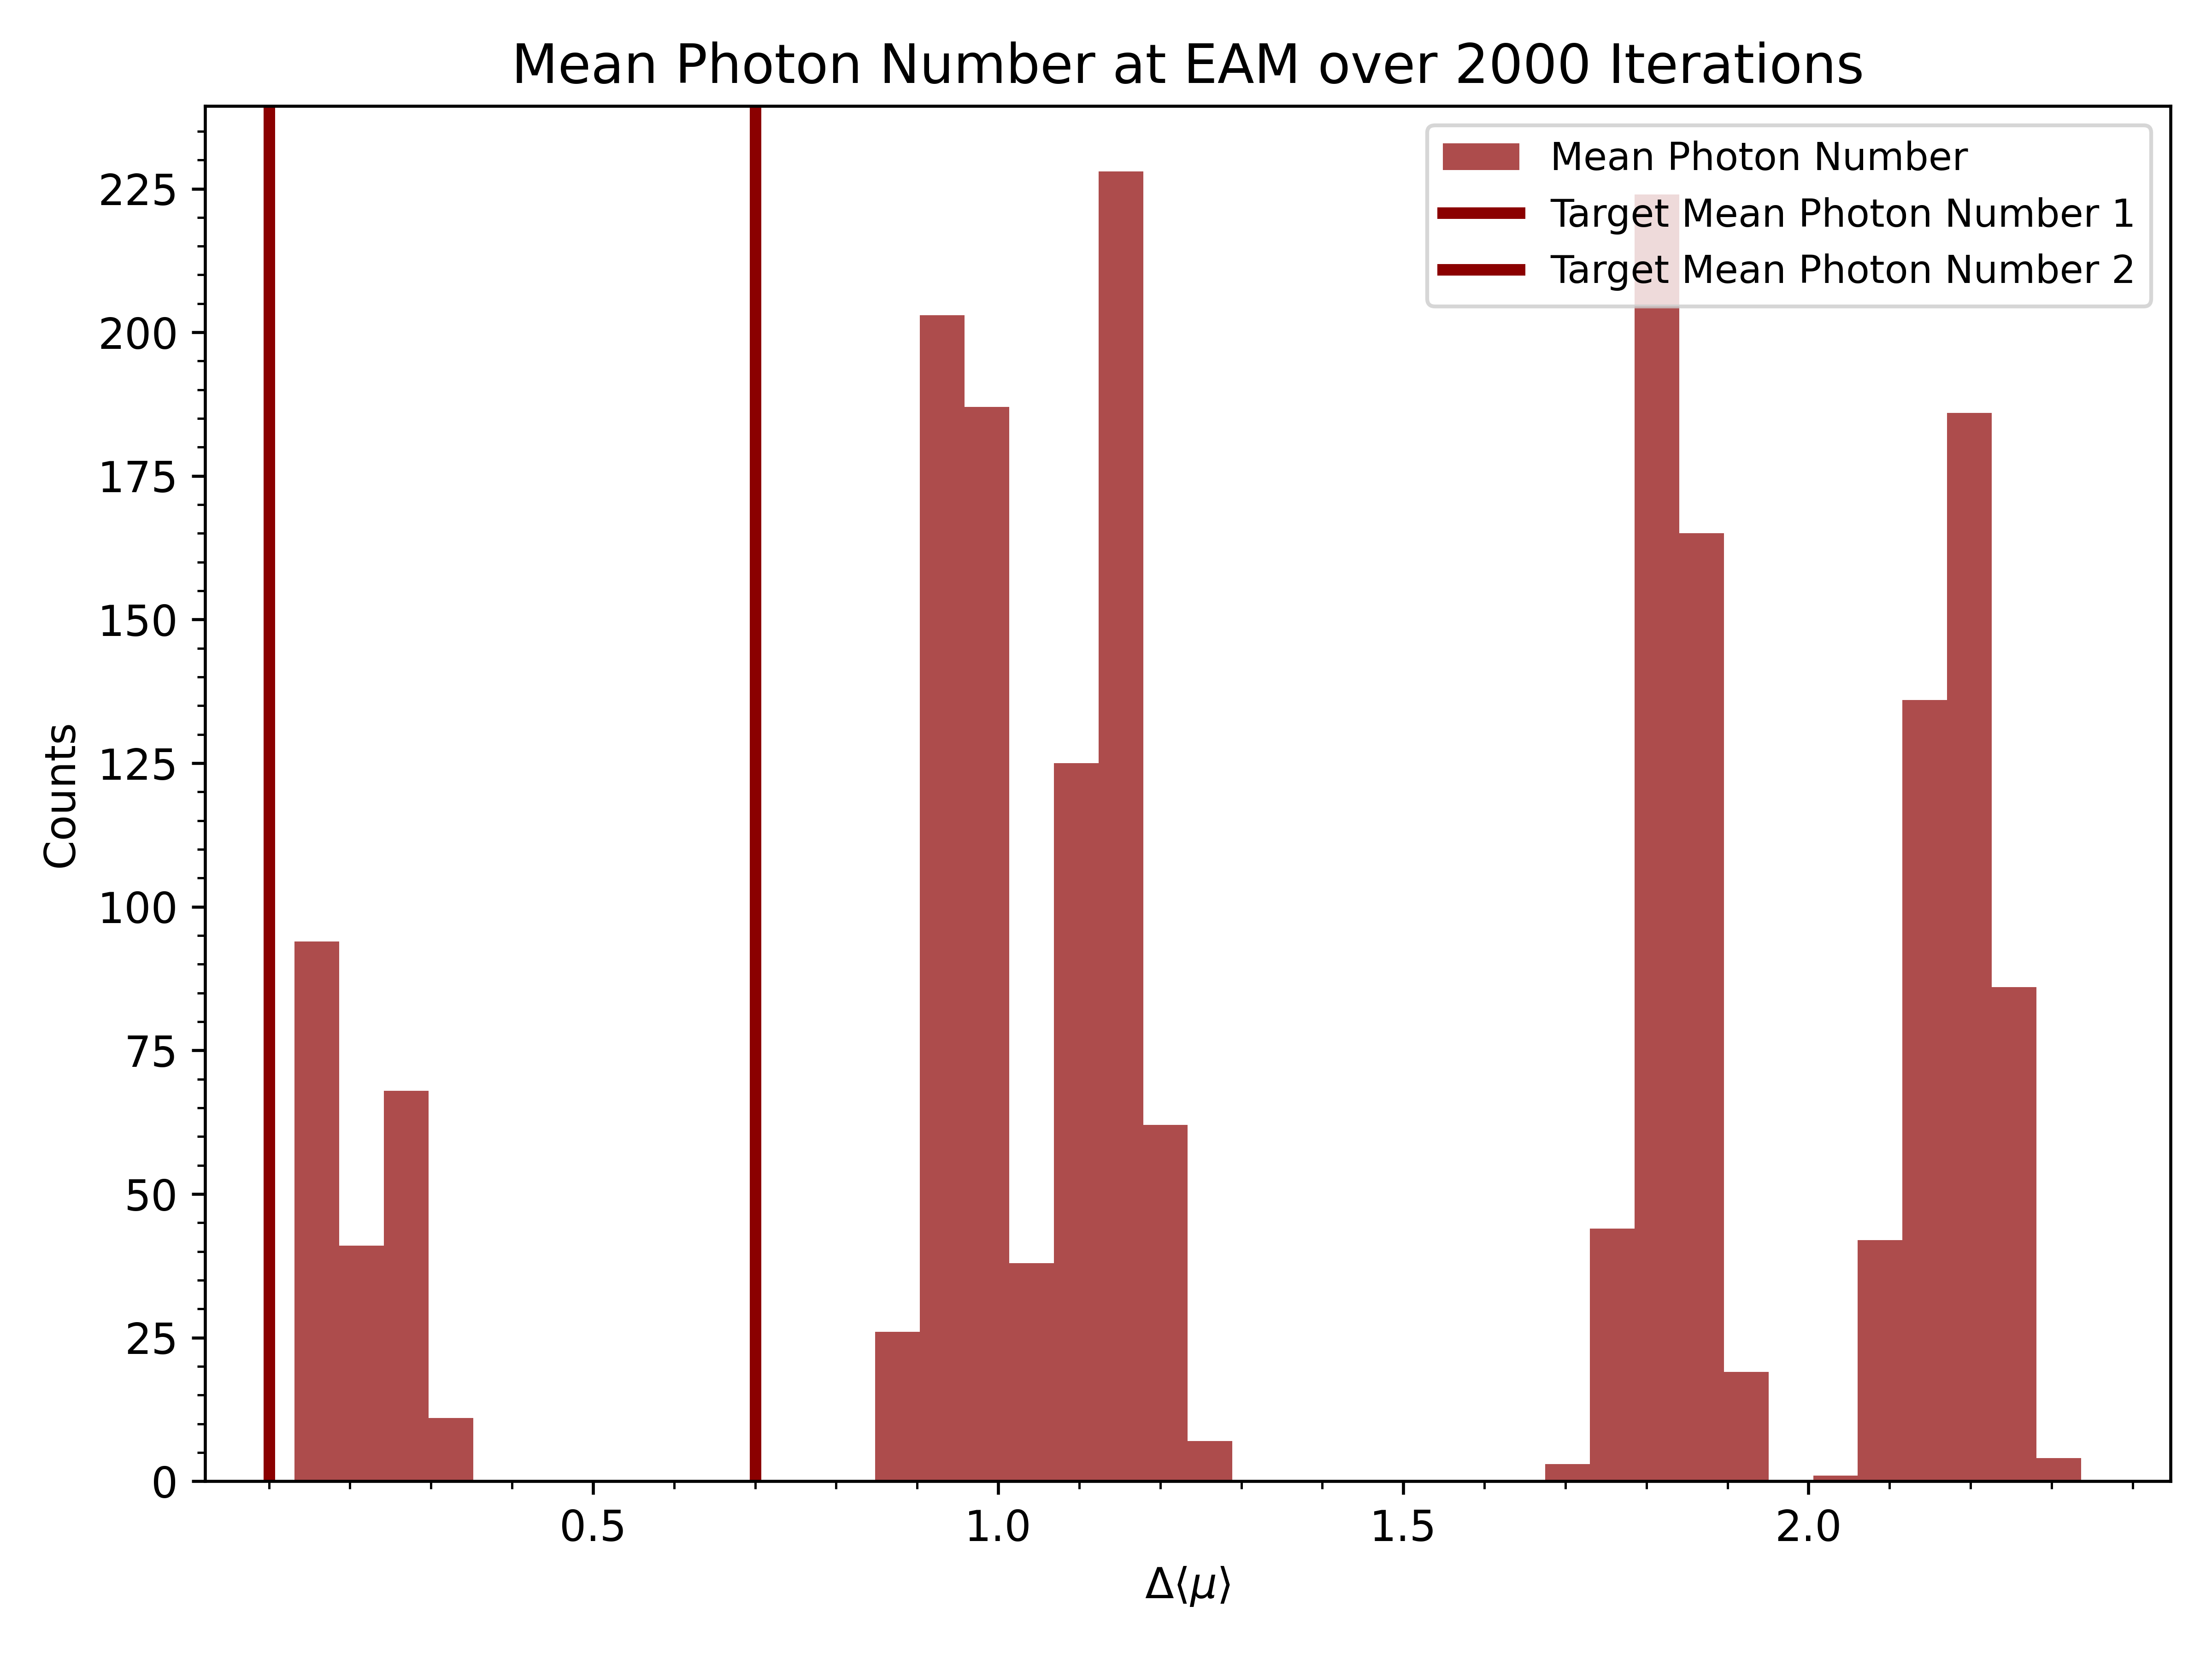 Mean Photon Number at EAM over 2000 Iterations
Mean Photon Number
Target Mean Photon Number 1
Target Mean Photon Number 2
Counts
225
200
175
150
125
100
75
50
25
0
0.5 1.0 1.5 2.0
Δ⟨μ⟩